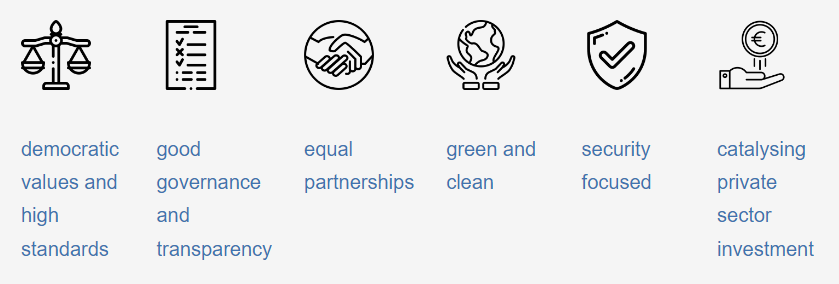 €
democratic
values and
high
standards
good
governance
and
transparency
equal
partnerships
green and
clean
security
focused
catalysing
private
sector
investment